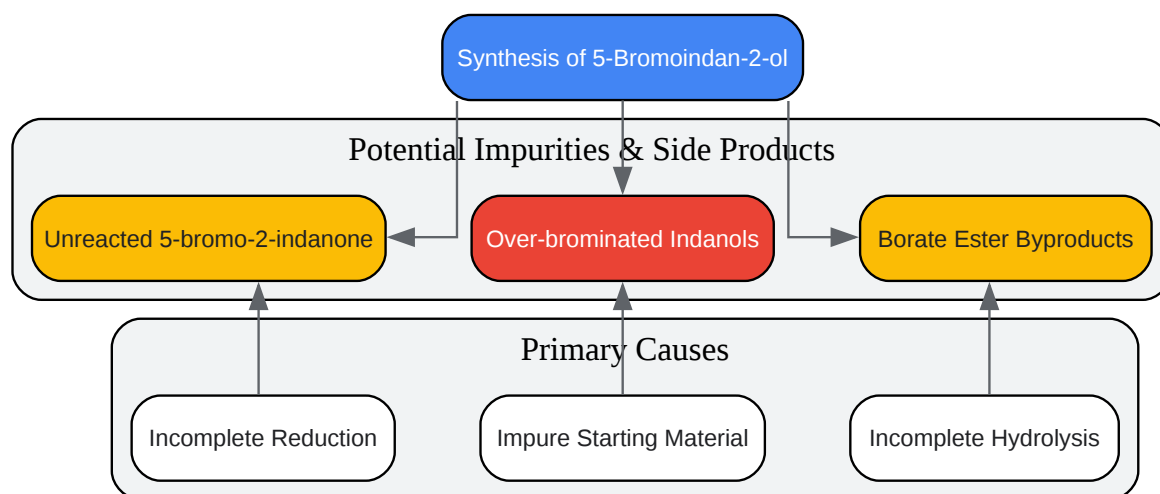 Synthesis of 5-Bromoindan-2-ol
Potential Impurities & Side Products
Unreacted 5-bromo-2-indanone
Over-brominated Indanols
Borate Ester Byproducts
Primary Causes
Incomplete Reduction
Impure Starting Material
Incomplete Hydrolysis